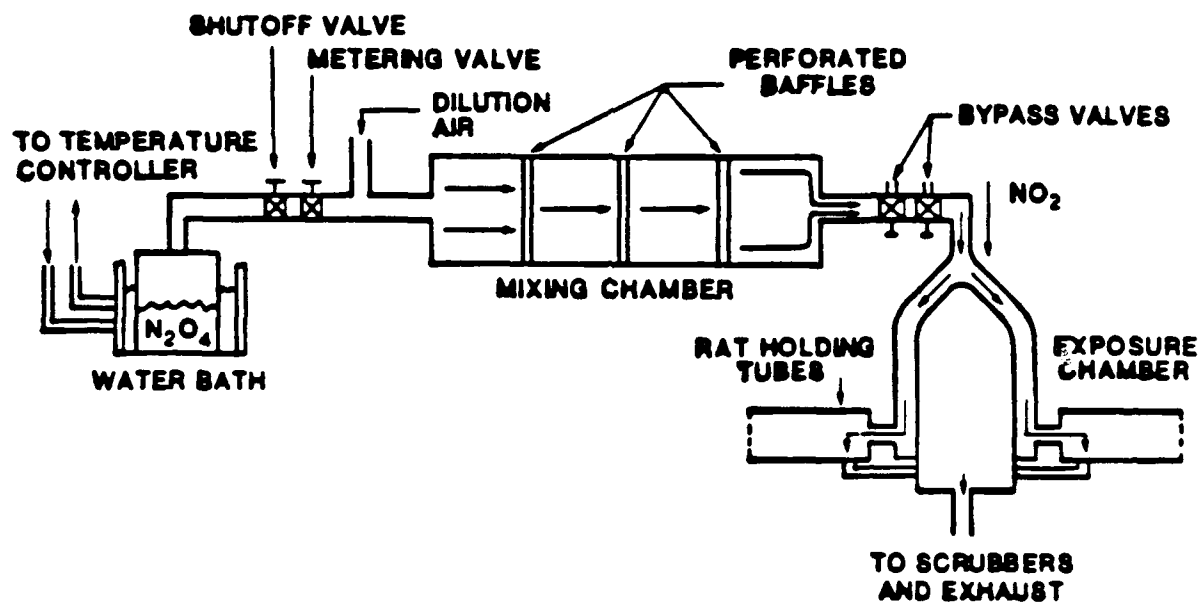 SHUTOFF VALVE
METERING VALVE
DILUTION
AIR
PERFORATED
BAFFLES
BYPASS VALVES
TO TEMPERATURE
CONTROLLER
NO₂
MIXING CHAMBER
N₂O₄
WATER BATH
RAT HOLDING
TUBES
EXPOSURE
CHAMBER
TO SCRUBBERS
AND EXHAUST